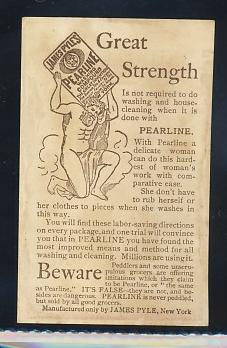 Great
Strength
JAMES PYLE'S
PEARLINE
Is not required to do
washing and house-
cleaning when it is
done with
PEARLINE.
With Pearline a
delicate woman
can do this hard-
est of woman's
work with com-
parative ease.
She don't have
to rub herself or
her clothes to pieces when she washes in
this way.
You will find these labor-saving directions
on every package, and one trial will convince
you that in PEARLINE you have found the
most improved means and method for all
washing and cleaning. Millions are using it.
Beware
Peddlers and some unscru-
pulous grocers are offering
imitations which they claim
to be Pearline, or "the same
as Pearline." IT'S FALSE—they are not, and be-
sides are dangerous. PEARLINE is never peddled,
but sold by all good grocers.
Manufactured only by JAMES PYLE, New York